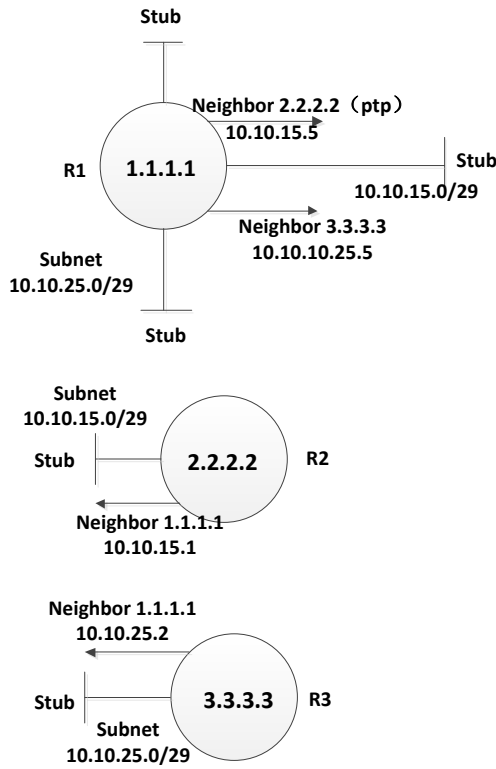 Stub
Neighbor 2.2.2.2（ptp）
10.10.15.5
R1
1.1.1.1
Stub
10.10.15.0/29
Neighbor 3.3.3.3
10.10.10.25.5
Subnet
10.10.25.0/29
Stub
Subnet
10.10.15.0/29
Stub
2.2.2.2
R2
Neighbor 1.1.1.1
10.10.15.1
Neighbor 1.1.1.1
10.10.25.2
Stub
3.3.3.3
R3
Subnet
10.10.25.0/29